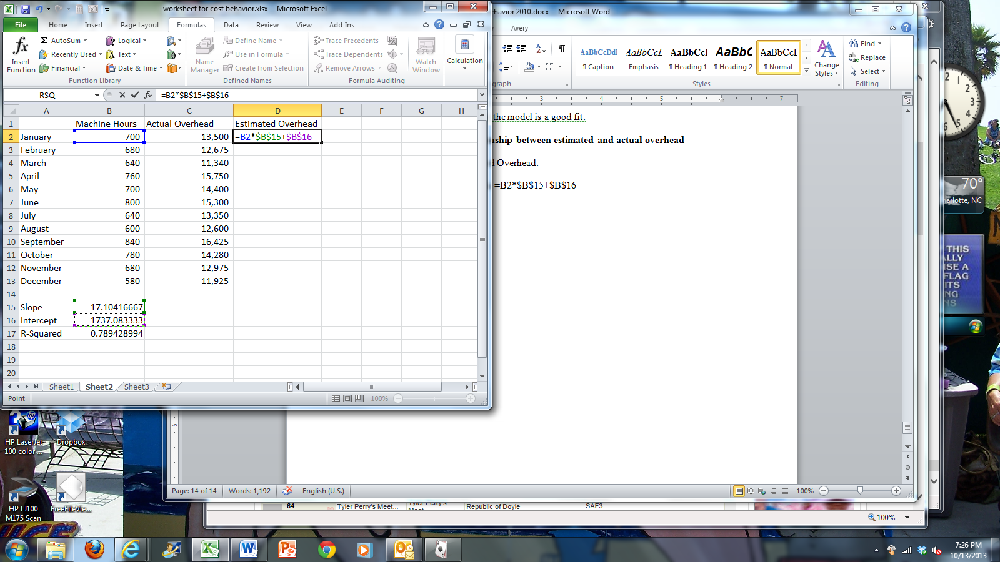 worksheet for cost behavior.xlsx - Microsoft Excel
File Home Insert Page Layout Formulas Data Review View Add-Ins
Insert Function
Σ AutoSum
Recently Used
Financial
Logical
Text
Date & Time
Function Library
Name Manager
Define Name
Use in Formula
Create from Selection
Defined Names
Trace Precedents
Trace Dependents
Remove Arrows
Formula Auditing
Watch Window
Calculation
RSQ fx =B2*$B$15+$B$16
A B C D E F G H
1 Machine Hours Actual Overhead Estimated Overhead
2 January 700 13,500 =B2*$B$15+$B$16
3 February 680 12,675
4 March 640 11,340
5 April 760 15,750
6 May 700 14,400
7 June 800 15,300
8 July 640 13,350
9 August 600 12,600
10 September 840 16,425
11 October 780 14,280
12 November 680 12,975
13 December 580 11,925
14
15 Slope 17.10416667
16 Intercept 1737.083333
17 R-Squared 0.789428994
18
19
20
Sheet1 Sheet2 Sheet3
Point 100%
ehavior 2010.docx - Microsoft Word
Avery
AaBbCcDd AaBbCcL AaBbCcI AaBbC AaBbCcI
¶ Caption Emphasis ¶ Heading 1 ¶ Heading 2 ¶ Normal
Change Styles
Find
Replace
Select
graph Styles Editing
3 4 5 7
the model is a good fit.
nship between estimated and actual overhead
d Overhead.
=B2*$B$15+$B$16
Page: 14 of 14 Words: 1,192 English (U.S.) 100%
64 Tyler Perry's Meet... Tyler Perry's Meet Republic of Doyle SAF3
100%
70°
arlotte, NC
THIS
ALLY
ISE A
FLAG
ITS
NG
NS
HP LaserJet 100 color ...
Dropbox
HP LJ100 M175 Scan
FreeFileVie...
7:26 PM
10/13/2013